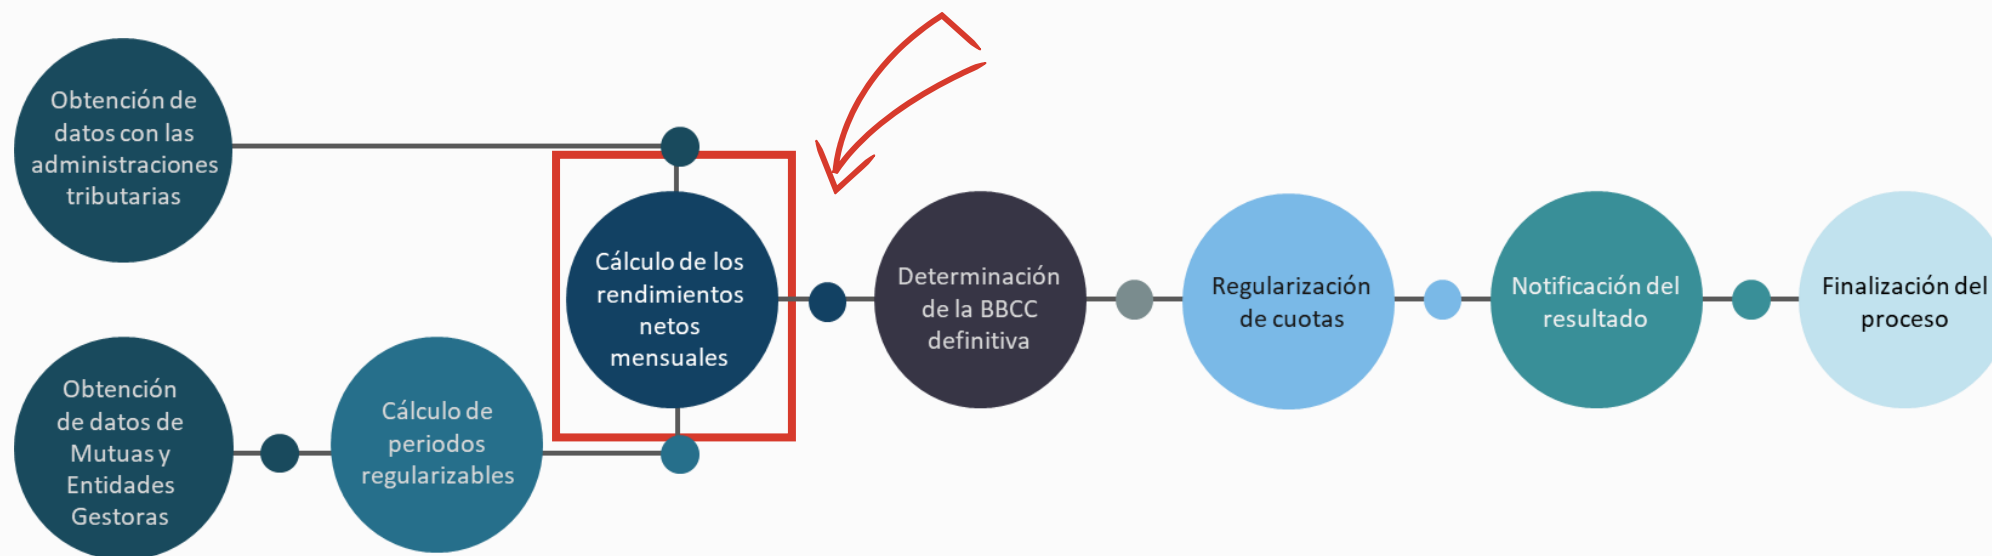 Obtención de
datos con las
administraciones
tributarias
Obtención
de datos de
Mutuas y
Entidades
Gestoras
Cálculo de
periodos
regularizables
Cálculo de los
rendimientos
netos
mensuales
Determinación
de la BBCC
definitiva
Regularización
de cuotas
Notificación del
resultado
Finalización del
proceso